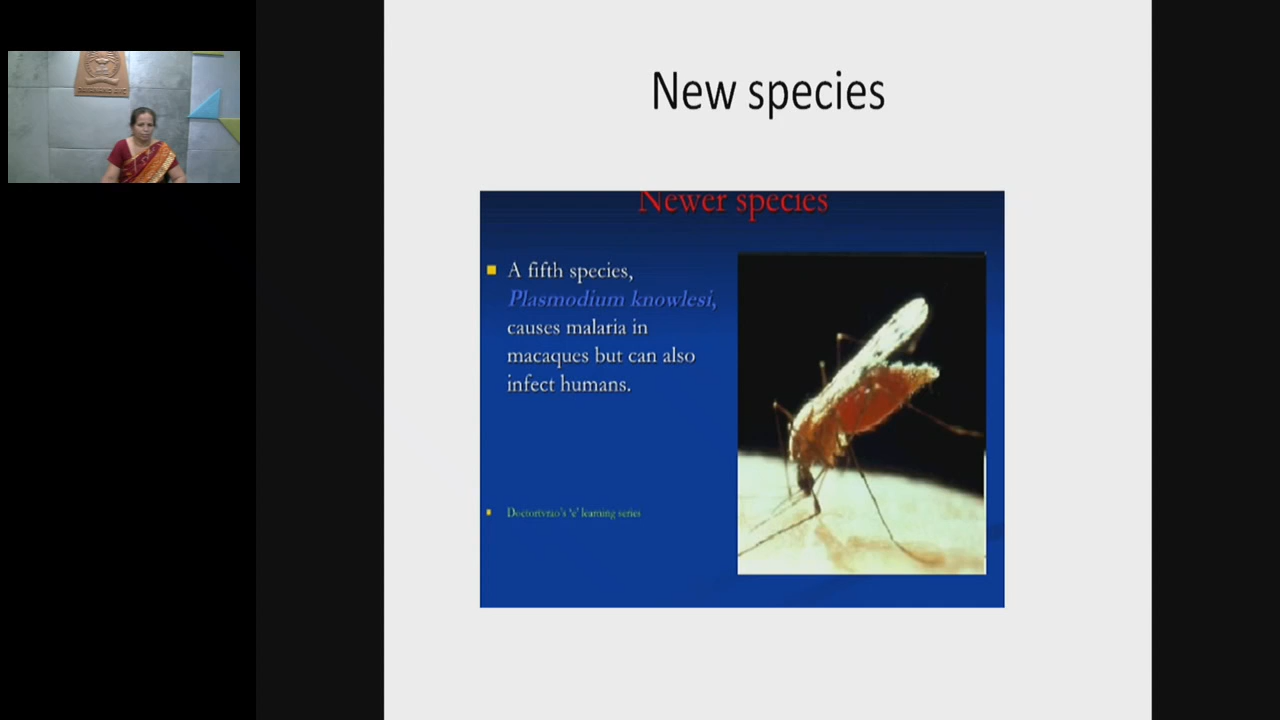 New species
Newer species
A fifth species,
Plasmodium knowlesi,
causes malaria in
macaques but can also
infect humans.
'e' learning series